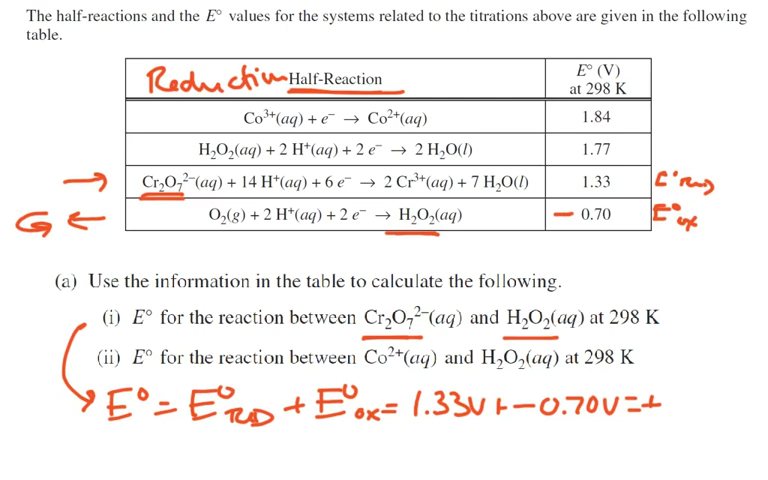 The half-reactions and the E° values for the systems related to the titrations above are given in the following
table.
Reduction Half-Reaction
E° (V)
at 298 K
Co³⁺(aq) + e⁻ → Co²⁺(aq) 1.84
H₂O₂(aq) + 2 H⁺(aq) + 2 e⁻ → 2 H₂O(l) 1.77
→ Cr₂O₇²⁻(aq) + 14 H⁺(aq) + 6 e⁻ → 2 Cr³⁺(aq) + 7 H₂O(l) 1.33 E°RED
← O₂(g) + 2 H⁺(aq) + 2 e⁻ → H₂O₂(aq) – 0.70 E°ox
(a) Use the information in the table to calculate the following.
(i) E° for the reaction between Cr₂O₇²⁻(aq) and H₂O₂(aq) at 298 K
(ii) E° for the reaction between Co²⁺(aq) and H₂O₂(aq) at 298 K
E° = E°RED + E°ox = 1.33V + -0.70V = +